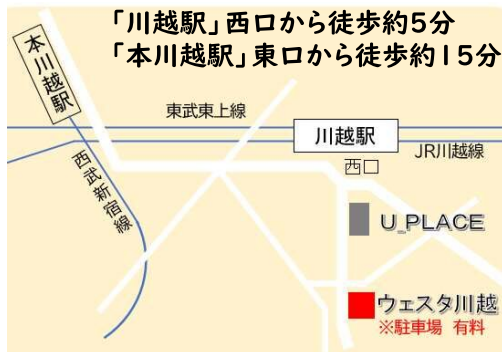 「川越駅」西口から徒歩約5分
「本川越駅」東口から徒歩約15分
本川越駅
東武東上線
川越駅
JR川越線
西口
西武新宿線
U_PLACE
ウェスタ川越
※駐車場 有料